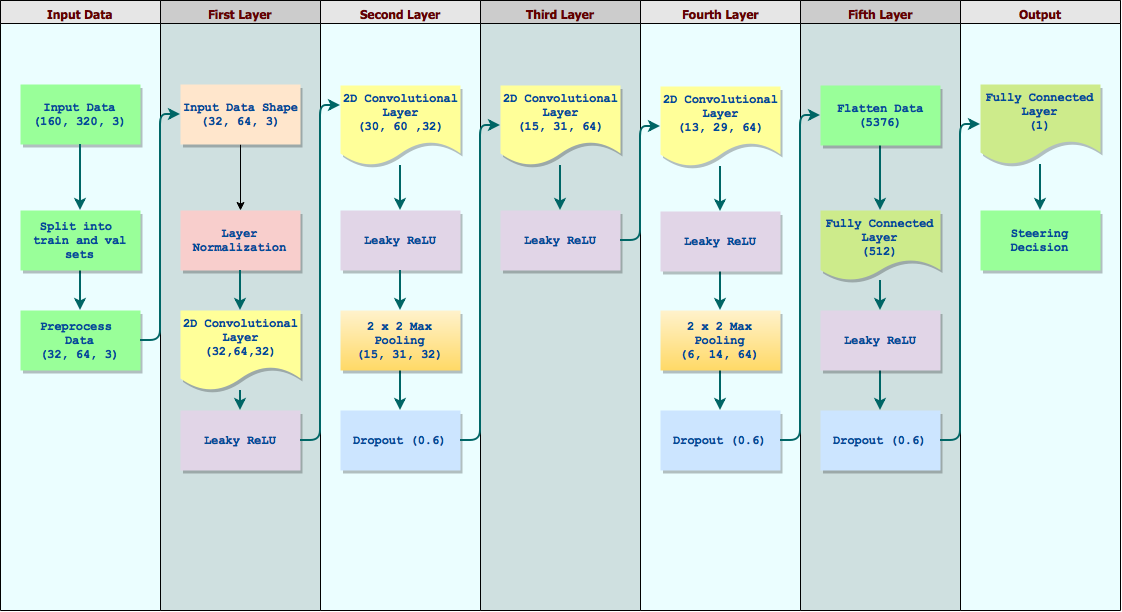 Input Data
First Layer
Second Layer
Third Layer
Fourth Layer
Fifth Layer
Output
Input Data
(160, 320, 3)
Split into
train and val
sets
Preprocess
Data
(32, 64, 3)
Input Data Shape
(32, 64, 3)
Layer
Normalization
2D Convolutional
Layer
(32,64,32)
Leaky ReLU
2D Convolutional
Layer
(30, 60 ,32)
Leaky ReLU
2 x 2 Max
Pooling
(15, 31, 32)
Dropout (0.6)
2D Convolutional
Layer
(15, 31, 64)
Leaky ReLU
2D Convolutional
Layer
(13, 29, 64)
Leaky ReLU
2 x 2 Max
Pooling
(6, 14, 64)
Dropout (0.6)
Flatten Data
(5376)
Fully Connected
Layer
(512)
Leaky ReLU
Dropout (0.6)
Fully Connected
Layer
(1)
Steering
Decision